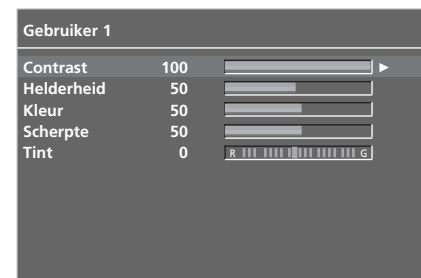 Gebruiker 1
Contrast 100
Helderheid 50
Kleur 50
Scherpte 50
Tint 0 R G